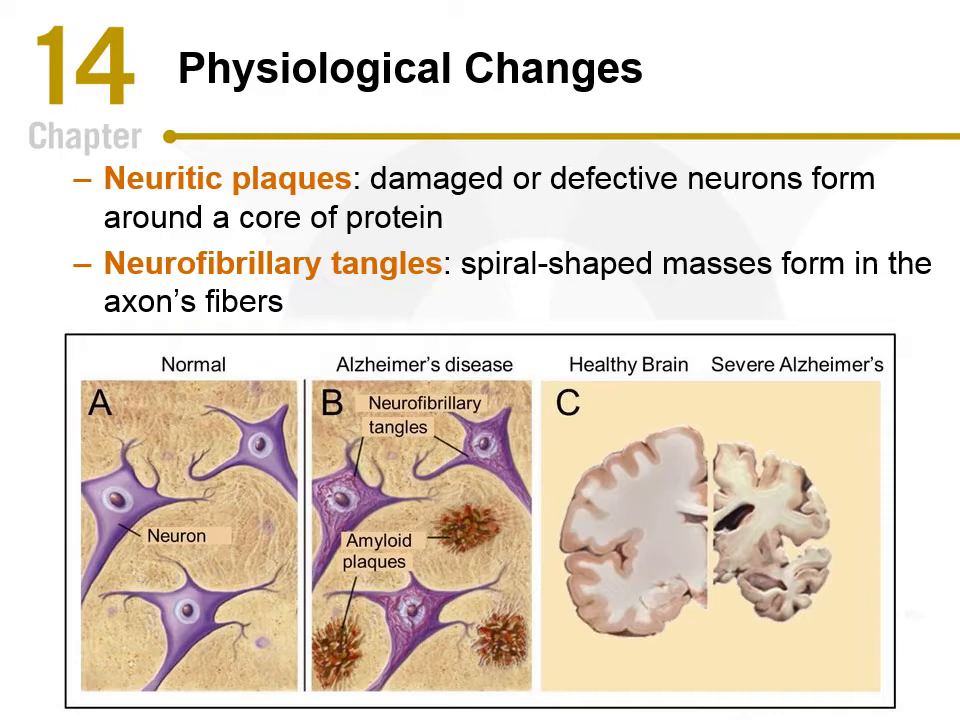 14
Chapter
Physiological Changes
– Neuritic plaques: damaged or defective neurons form
around a core of protein
– Neurofibrillary tangles: spiral-shaped masses form in the
axon’s fibers
Normal
Alzheimer’s disease
Healthy Brain
Severe Alzheimer’s
A
Neuron
B
Neurofibrillary
tangles
Amyloid
plaques
C